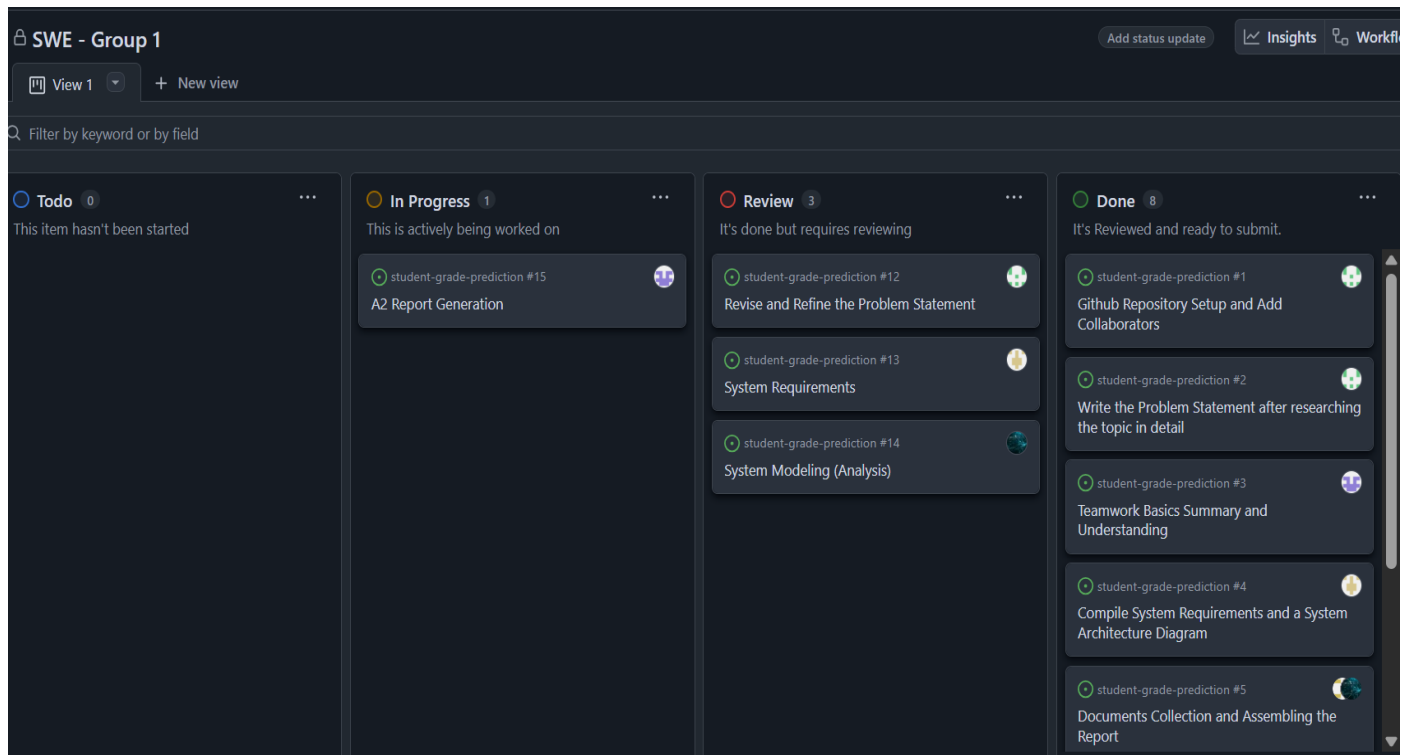 SWE - Group 1
Add status update
Insights
Workfl
View 1
New view
Filter by keyword or by field
Todo 0
This item hasn't been started
In Progress 1
This is actively being worked on
student-grade-prediction #15
A2 Report Generation
Review 3
It's done but requires reviewing
student-grade-prediction #12
Revise and Refine the Problem Statement
student-grade-prediction #13
System Requirements
student-grade-prediction #14
System Modeling (Analysis)
Done 8
It's Reviewed and ready to submit.
student-grade-prediction #1
Github Repository Setup and Add
Collaborators
student-grade-prediction #2
Write the Problem Statement after researching
the topic in detail
student-grade-prediction #3
Teamwork Basics Summary and
Understanding
student-grade-prediction #4
Compile System Requirements and a System
Architecture Diagram
student-grade-prediction #5
Documents Collection and Assembling the
Report